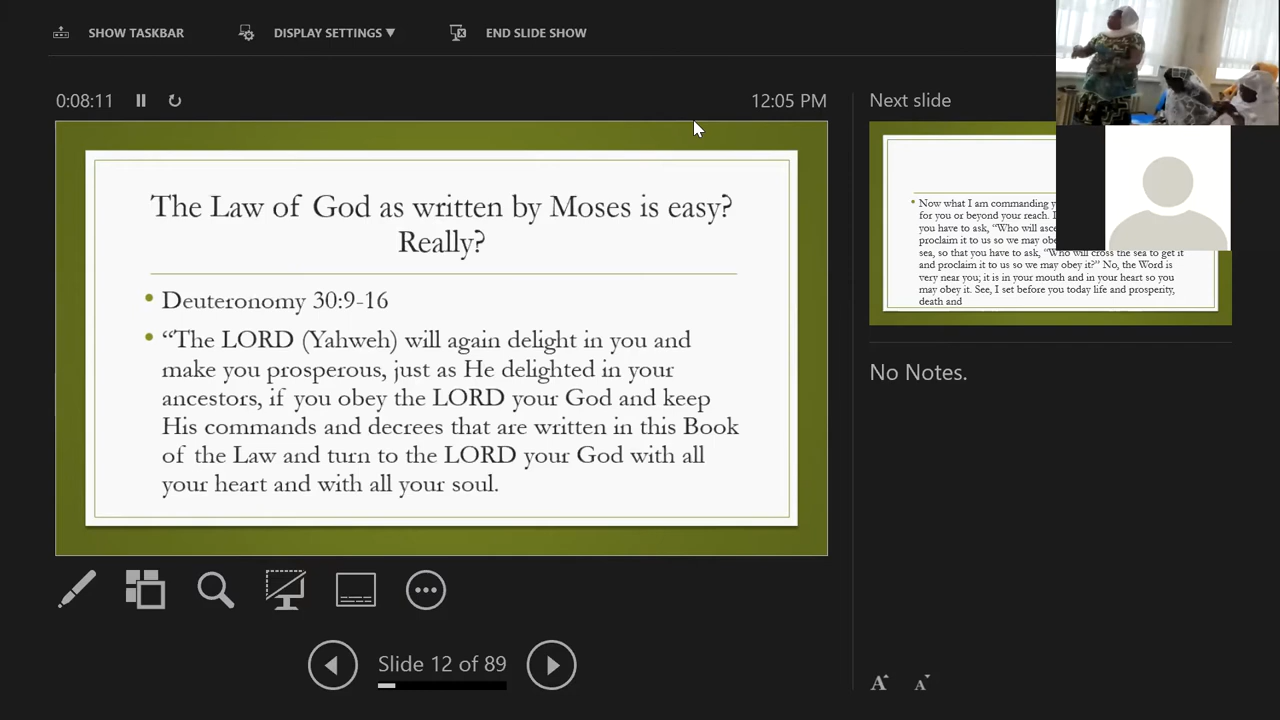 SHOW TASKBAR
DISPLAY SETTINGS ▼
END SLIDE SHOW
0:08:11
12:05 PM
The Law of God as written by Moses is easy?
Really?
• Deuteronomy 30:9-16
• “The LORD (Yahweh) will again delight in you and
make you prosperous, just as He delighted in your
ancestors, if you obey the LORD your God and keep
His commands and decrees that are written in this Book
of the Law and turn to the LORD your God with all
your heart and with all your soul.
Slide 12 of 89
Next slide
• Now what I am commanding
for you or beyond your reach.
you have to ask, “Who will
proclaim it to us so we may
sea, so that you have to ask, “Who will cross the sea to get it
and proclaim it to us so we may obey it?” No, the Word is
very near you; it is in your mouth and in your heart so you
may obey it. See, I set before you today life and prosperity,
death and
No Notes.
A A